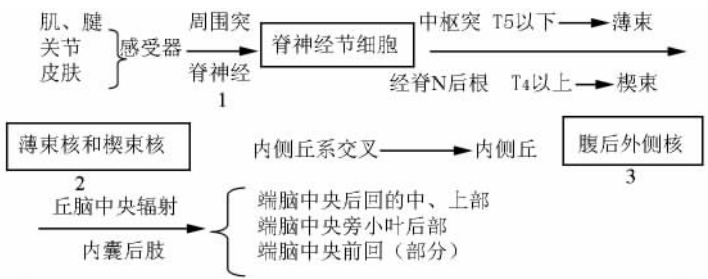 肌、腱
关节
皮肤
感受器
周围突
脊神经
1
脊神经节细胞
中枢突 T5以下 薄束
经脊N后根 T4以上 楔束
薄束核和楔束核
2
内侧丘系交叉 内侧丘
腹后外侧核
3
丘脑中央辐射
内囊后肢
端脑中央后回的中、上部
端脑中央旁小叶后部
端脑中央前回（部分）